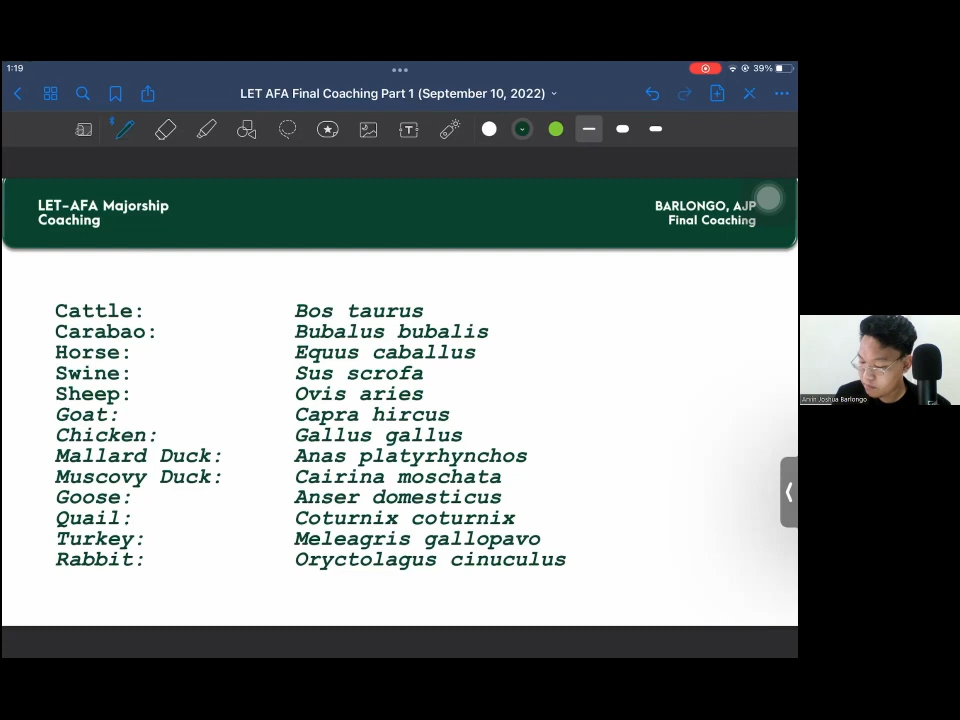 1:19
39%
LET AFA Final Coaching Part 1 (September 10, 2022)
T
LET-AFA Majorship
Coaching
BARLONGO, AJP
Final Coaching
Cattle: Bos taurus
Carabao: Bubalus bubalis
Horse: Equus caballus
Swine: Sus scrofa
Sheep: Ovis aries
Goat: Capra hircus
Chicken: Gallus gallus
Mallard Duck: Anas platyrhynchos
Muscovy Duck: Cairina moschata
Goose: Anser domesticus
Quail: Coturnix coturnix
Turkey: Meleagris gallopavo
Rabbit: Oryctolagus cinuculus
Joshua Barlongo